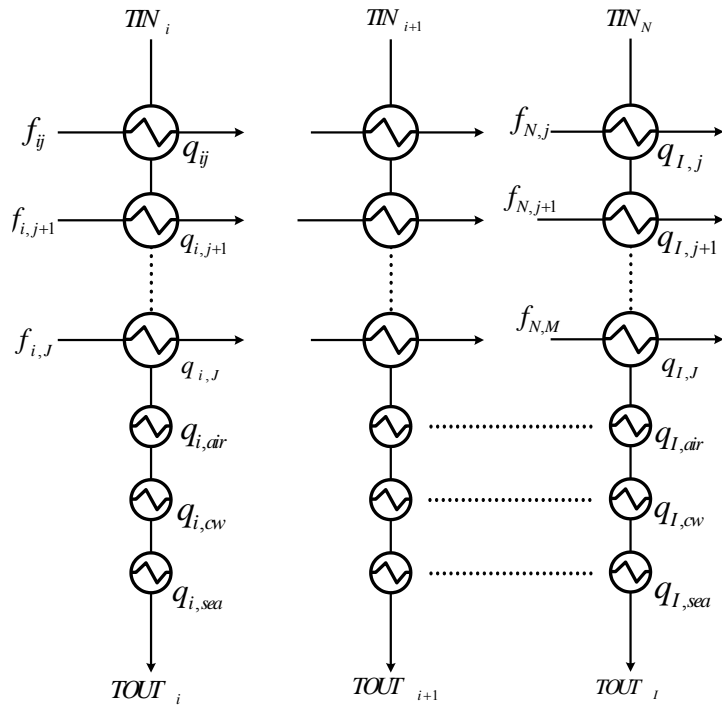 TIN i TIN i+1 TIN N
f ij q ij f N,j q I,j
f i,j+1 q i,j+1 f N,j+1 q I,j+1
f i,J q i,J f N,M q I,J
q i,air q I,air
q i,cw q I,cw
q i,sea q I,sea
TOUT i TOUT i+1 TOUT I